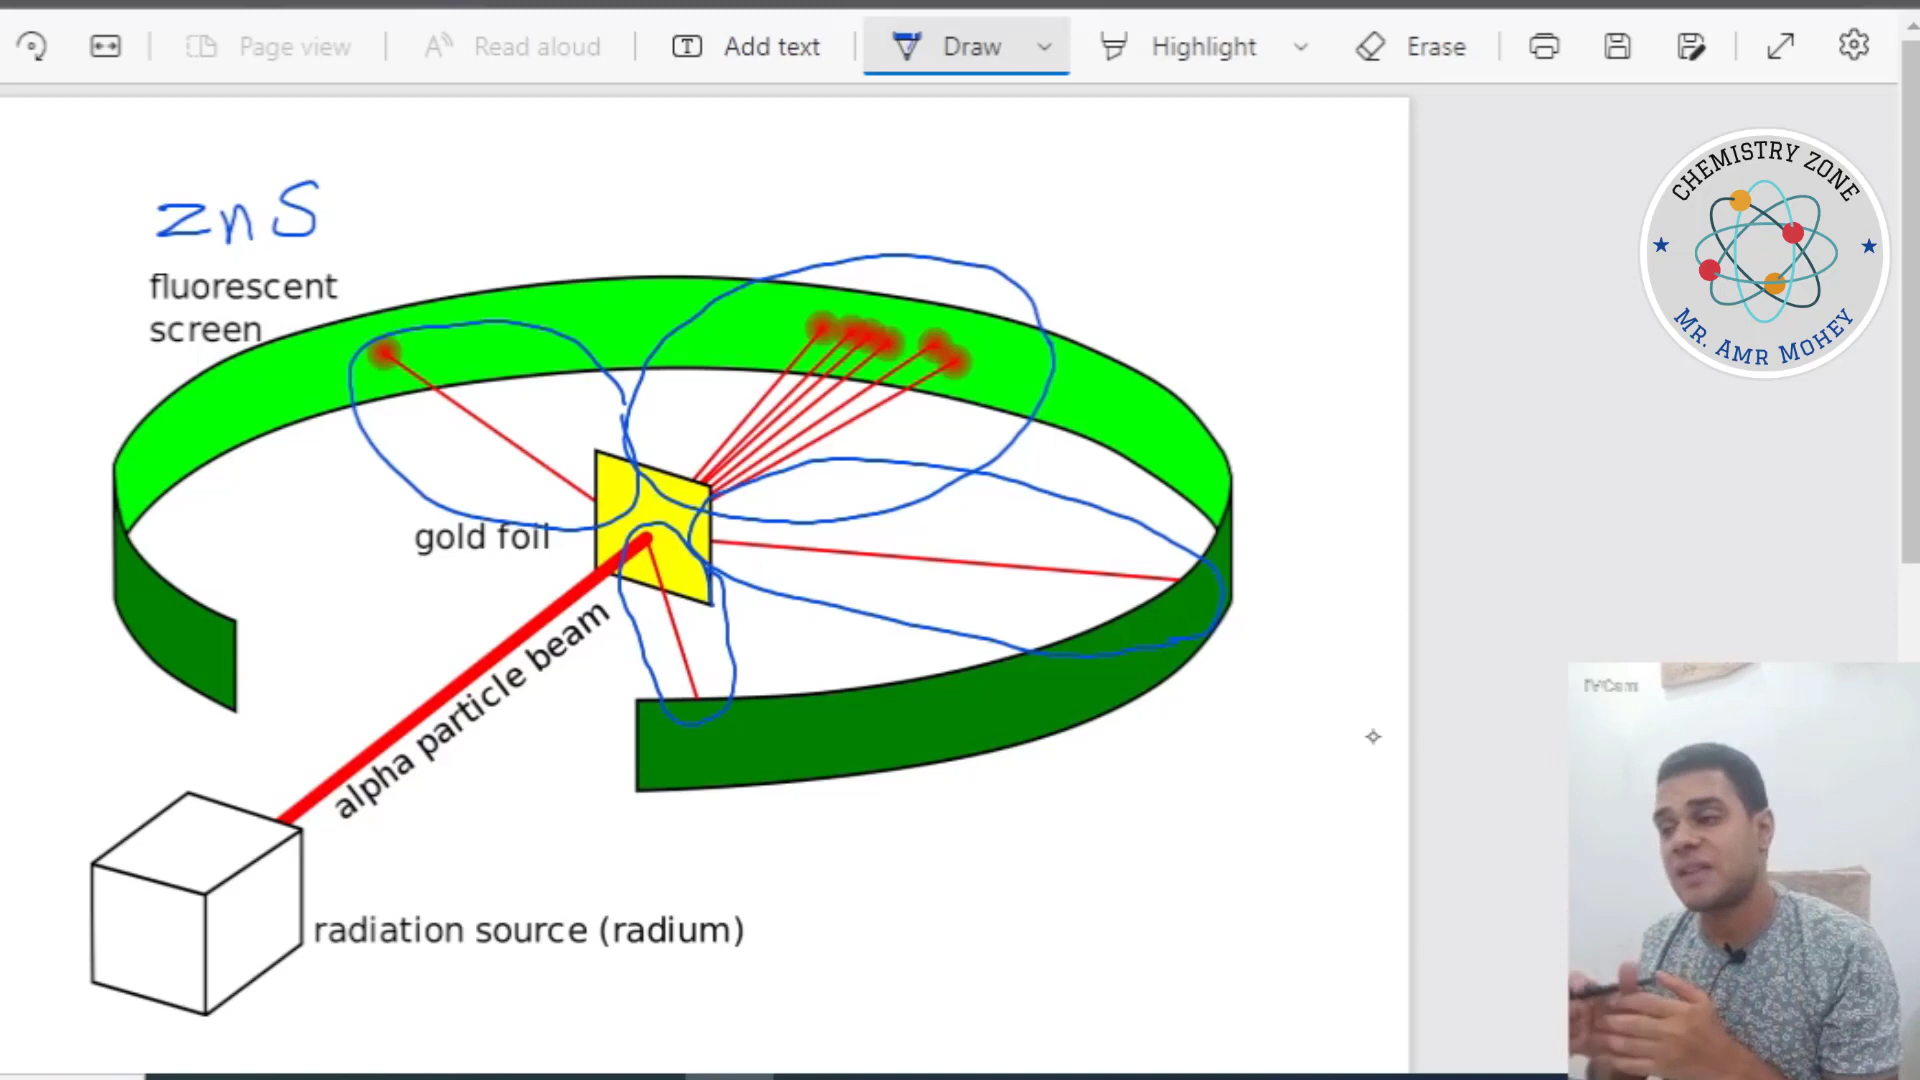 Page view
Read aloud
Add text
Draw
Highlight
Erase
znS
fluorescent
screen
gold foil
alpha particle beam
radiation source (radium)
CHEMISTRY ZONE
MR. AMR MOHEY